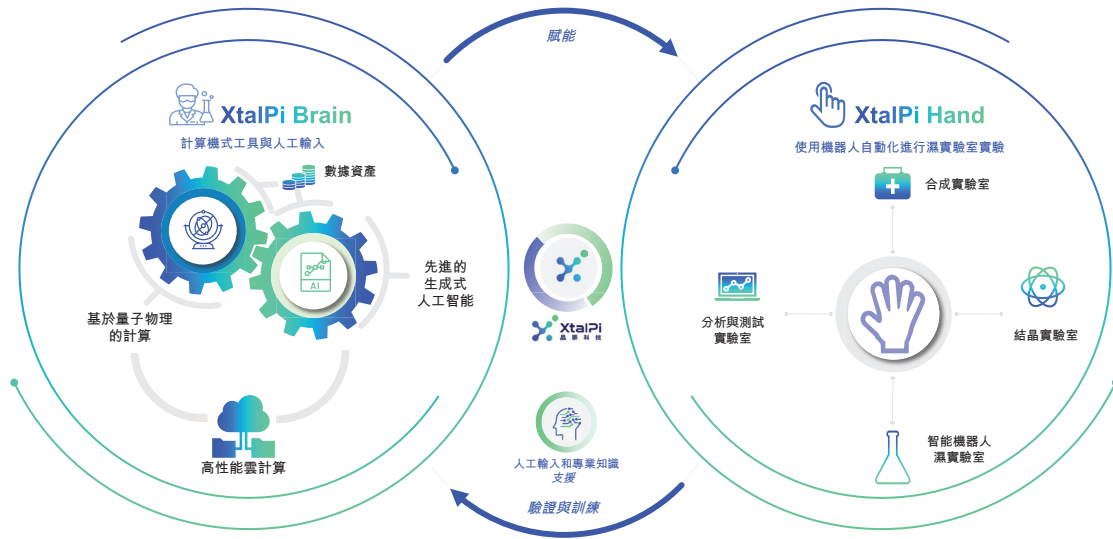 賦能
XtalPi Brain
計算機式工具與人工輸入
數據資產
先進的
生成式
人工智能
AI
基於量子物理
的計算
高性能雲計算
XtalPi
晶泰科技
人工輸入和專業知識
支援
驗證與訓練
XtalPi Hand
使用機器人自動化進行濕實驗室實驗
合成實驗室
分析與測試
實驗室
結晶實驗室
智能機器人
濕實驗室